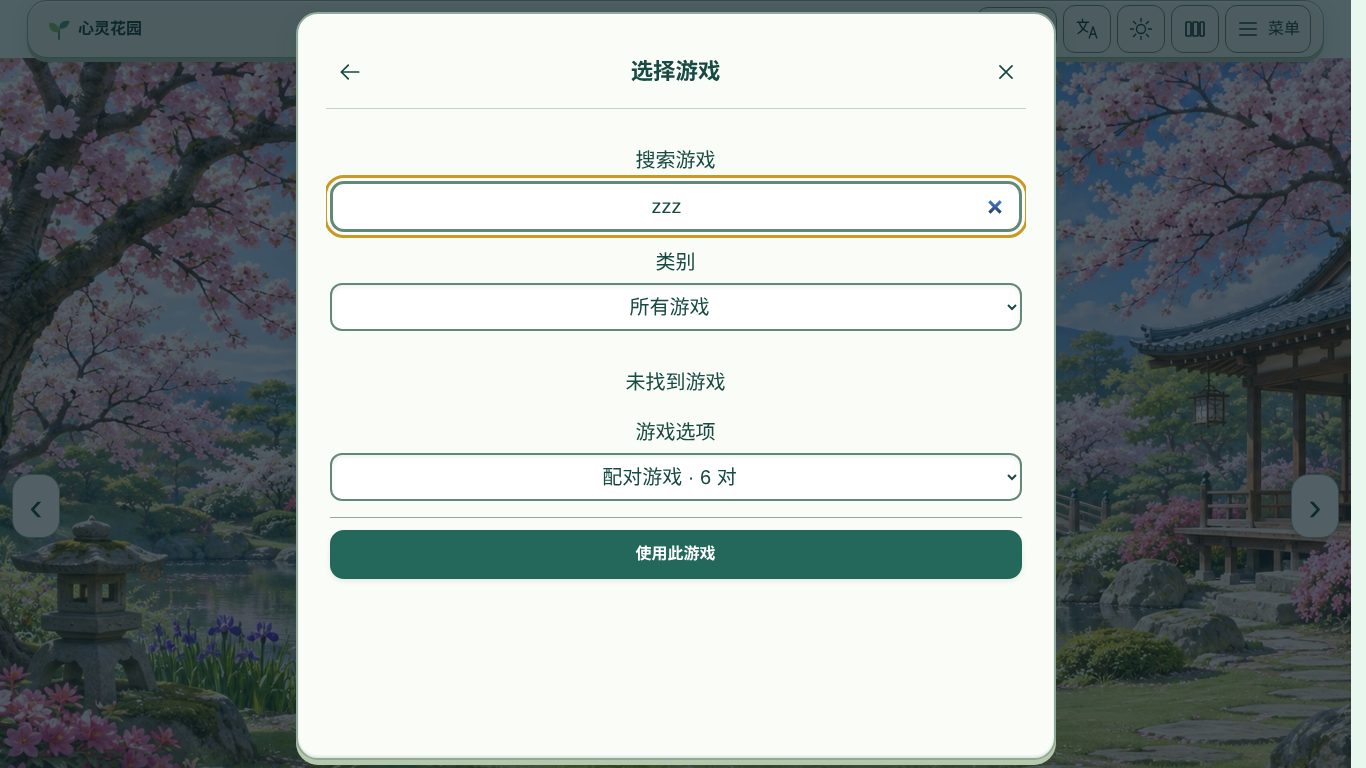 心灵花园
菜单
选择游戏
搜索游戏
zzz
类别
所有游戏
未找到游戏
游戏选项
配对游戏 · 6 对
使用此游戏